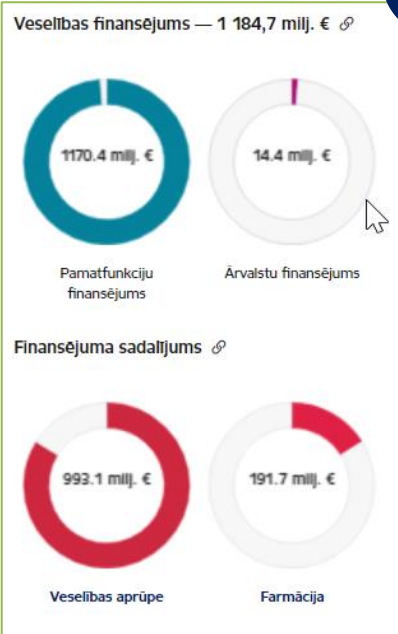 Veselības finansējums — 1 184,7 milj. €
1170.4 milj. €
14.4 milj. €
Pamatfunkciju
finansējums
Ārvalstu finansējums
Finansējuma sadalījums
993.1 milj. €
191.7 milj. €
Veselības aprūpe
Farmācija